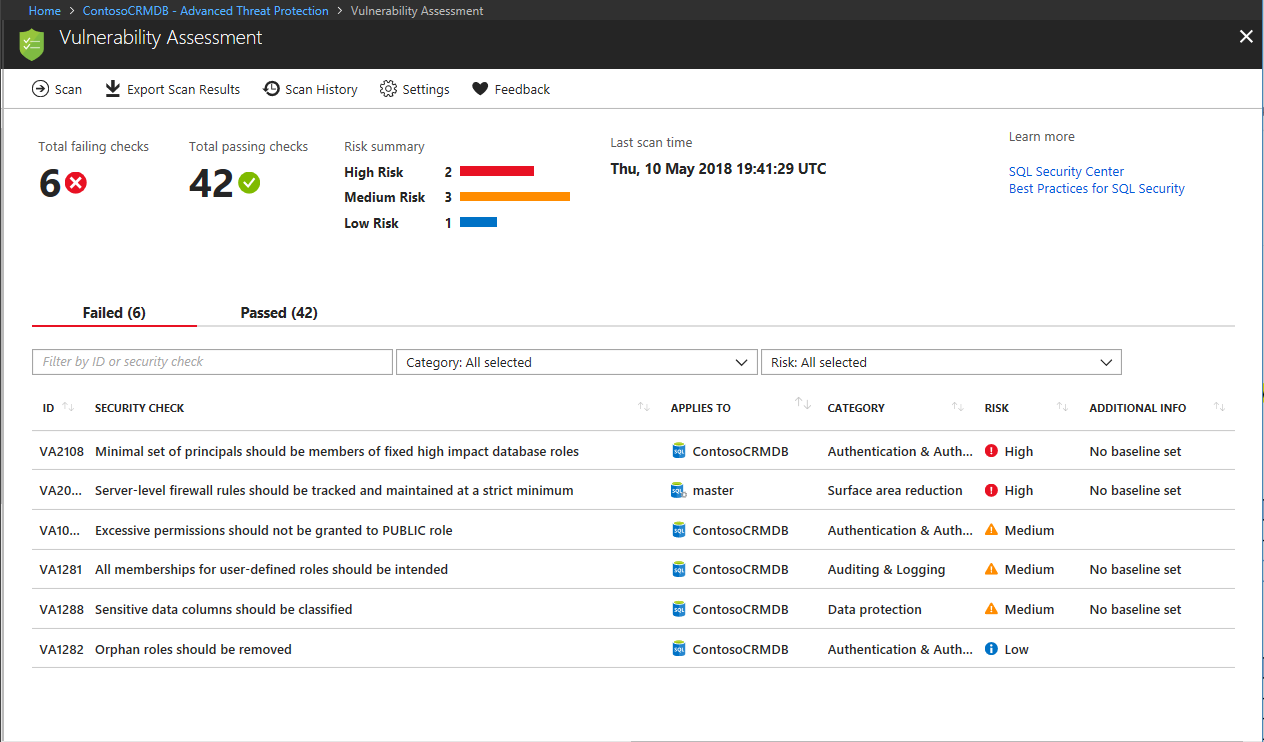 Home > ContosoCRMDB - Advanced Threat Protection > Vulnerability Assessment
Vulnerability Assessment
Scan Export Scan Results Scan History Settings Feedback
Total failing checks
6
Total passing checks
42
Risk summary
High Risk 2
Medium Risk 3
Low Risk 1
Last scan time
Thu, 10 May 2018 19:41:29 UTC
Learn more
SQL Security Center
Best Practices for SQL Security
Failed (6) Passed (42)
Filter by ID or security check Category: All selected Risk: All selected
ID SECURITY CHECK APPLIES TO CATEGORY RISK ADDITIONAL INFO
VA2108 Minimal set of principals should be members of fixed high impact database roles SQL ContosoCRMDB Authentication & Auth... High No baseline set
VA20... Server-level firewall rules should be tracked and maintained at a strict minimum SQL master Surface area reduction High No baseline set
VA10... Excessive permissions should not be granted to PUBLIC role SQL ContosoCRMDB Authentication & Auth... Medium
VA1281 All memberships for user-defined roles should be intended SQL ContosoCRMDB Auditing & Logging Medium No baseline set
VA1288 Sensitive data columns should be classified SQL ContosoCRMDB Data protection Medium No baseline set
VA1282 Orphan roles should be removed SQL ContosoCRMDB Authentication & Auth... Low